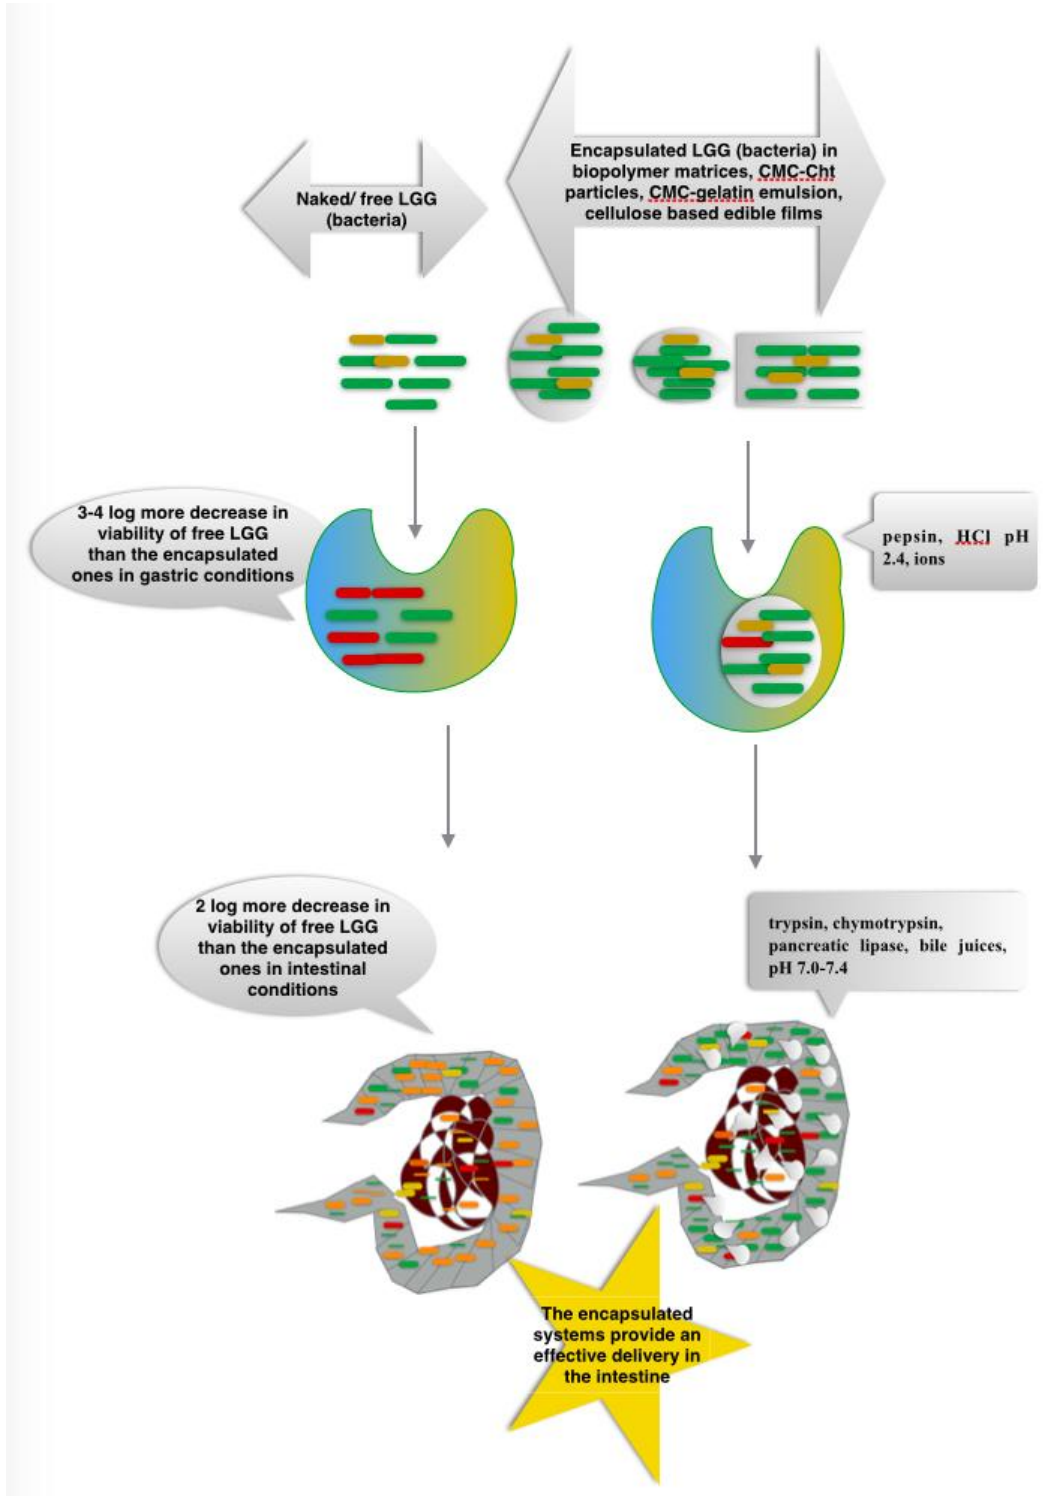 Naked/ free LGG
(bacteria)
Encapsulated LGG (bacteria) in
biopolymer matrices, CMC-Cht
particles, CMC-gelatin emulsion,
cellulose based edible films
3-4 log more decrease in
viability of free LGG
than the encapsulated
ones in gastric conditions
pepsin, HCl pH
2.4, ions
2 log more decrease in
viability of free LGG
than the encapsulated
ones in intestinal
conditions
trypsin, chymotrypsin,
pancreatic lipase, bile juices,
pH 7.0-7.4
The encapsulated
systems provide an
effective delivery in
the intestine